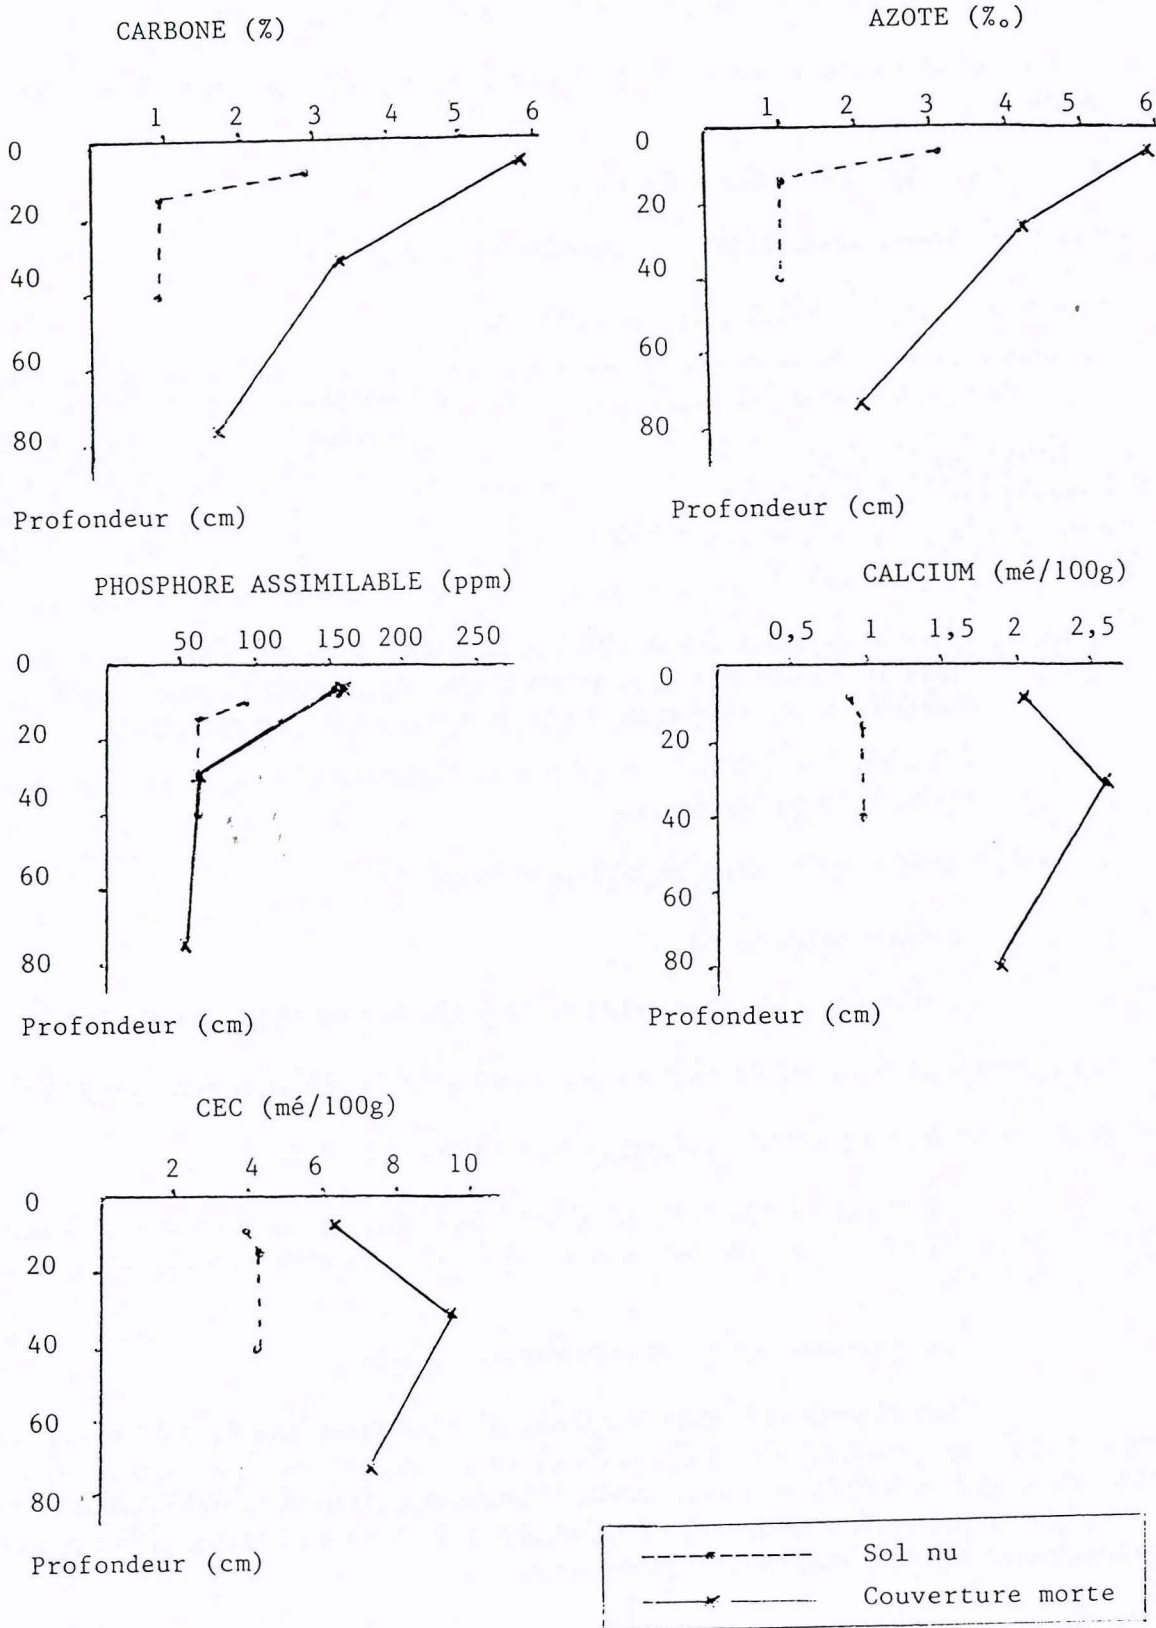 CARBONE (%)
1 2 3 4 5 6
0
20
40
60
80
Profondeur (cm)
AZOTE (‰)
1 2 3 4 5 6
0
20
40
60
80
Profondeur (cm)
PHOSPHORE ASSIMILABLE (ppm)
50 100 150 200 250
0
20
40
60
80
Profondeur (cm)
CALCIUM (mé/100g)
0,5 1 1,5 2 2,5
0
20
40
60
80
Profondeur (cm)
CEC (mé/100g)
2 4 6 8 10
0
20
40
60
80
Profondeur (cm)
Sol nu
Couverture morte